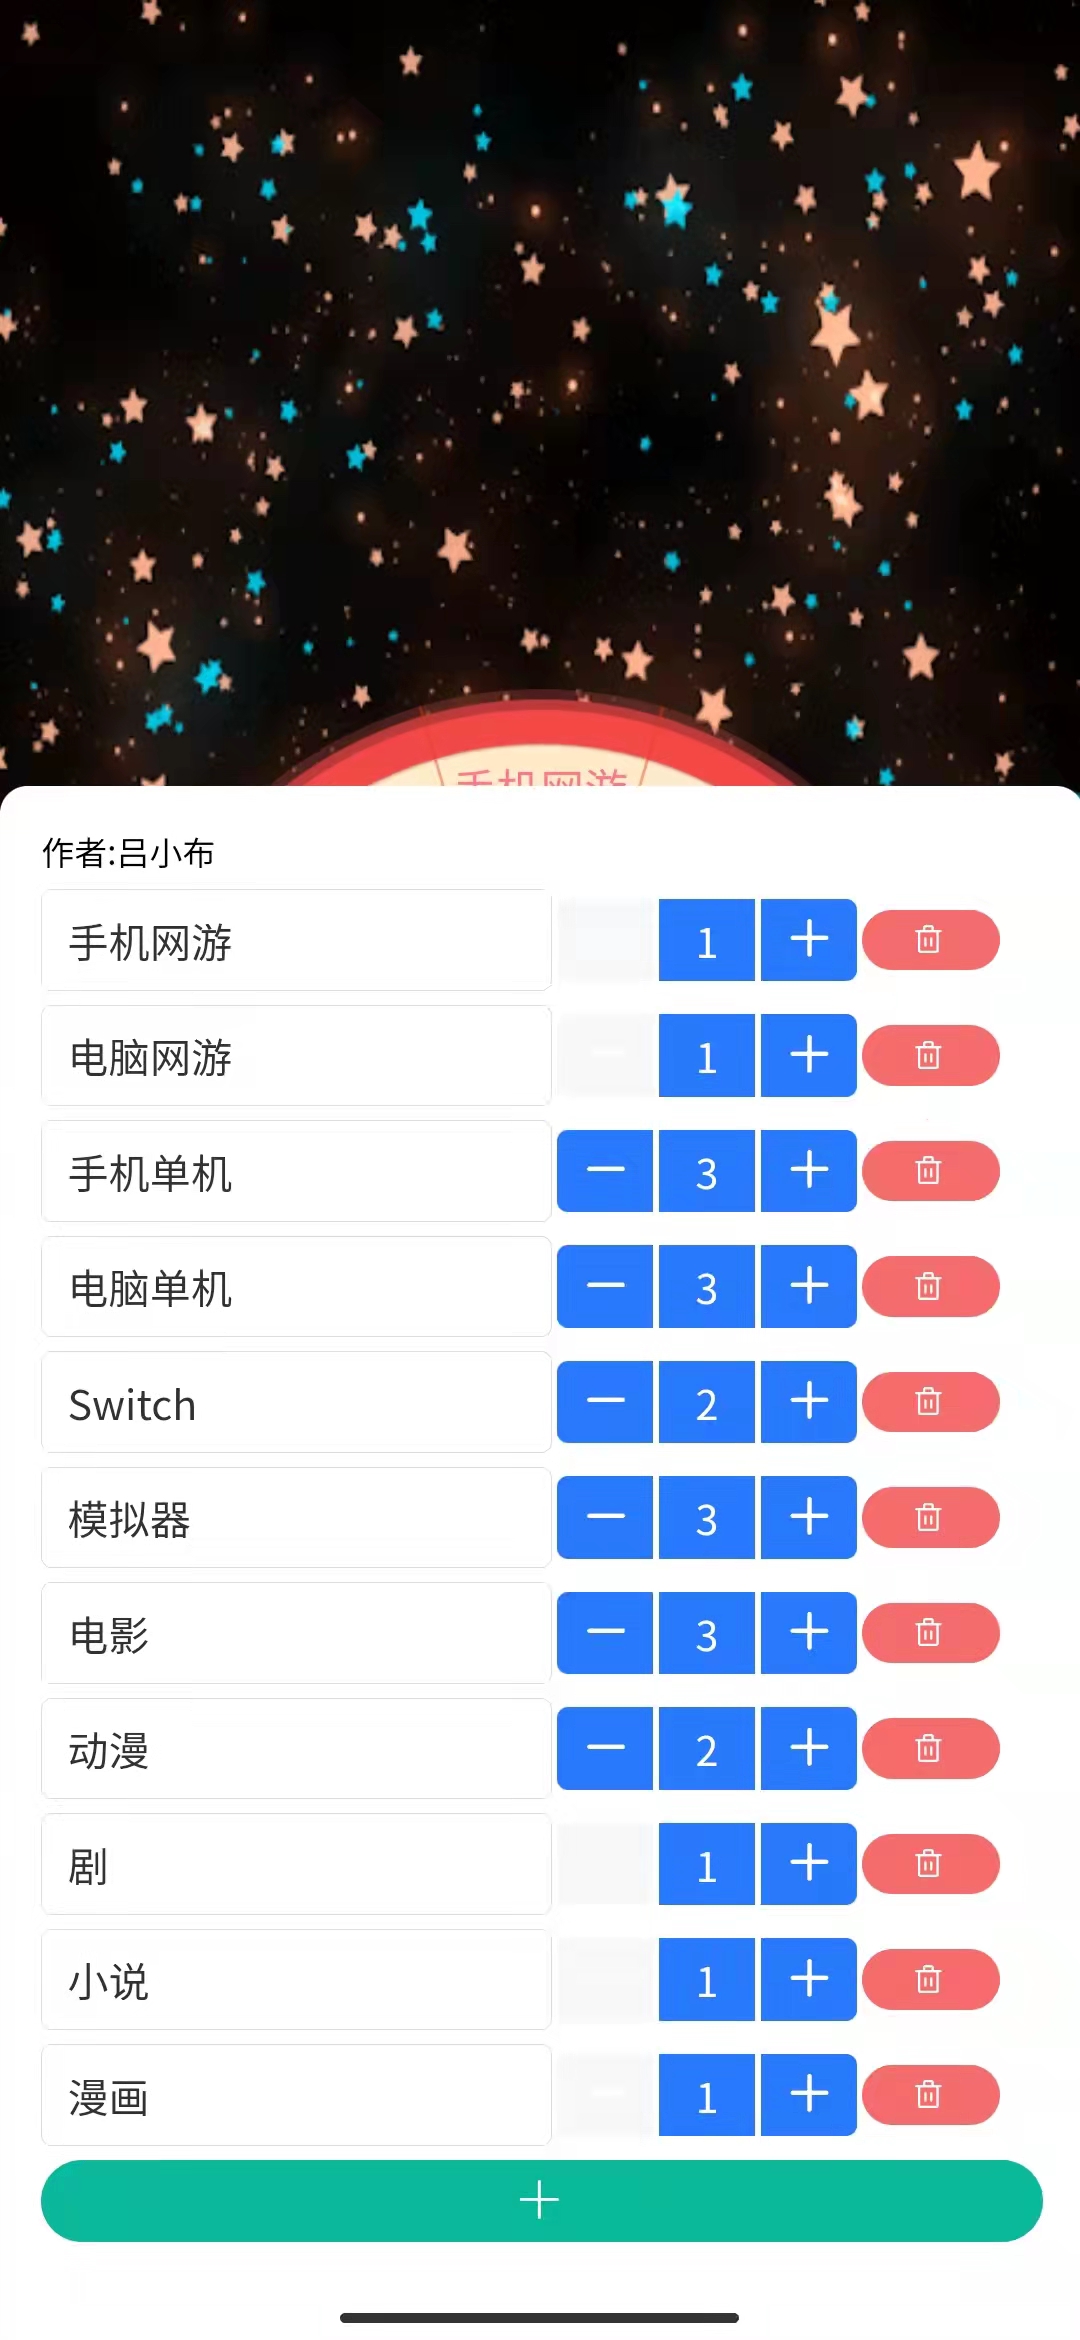 手机网游
作者:吕小布
手机网游 1
电脑网游 1
手机单机 3
电脑单机 3
Switch 2
模拟器 3
电影 3
动漫 2
剧 1
小说 1
漫画 1